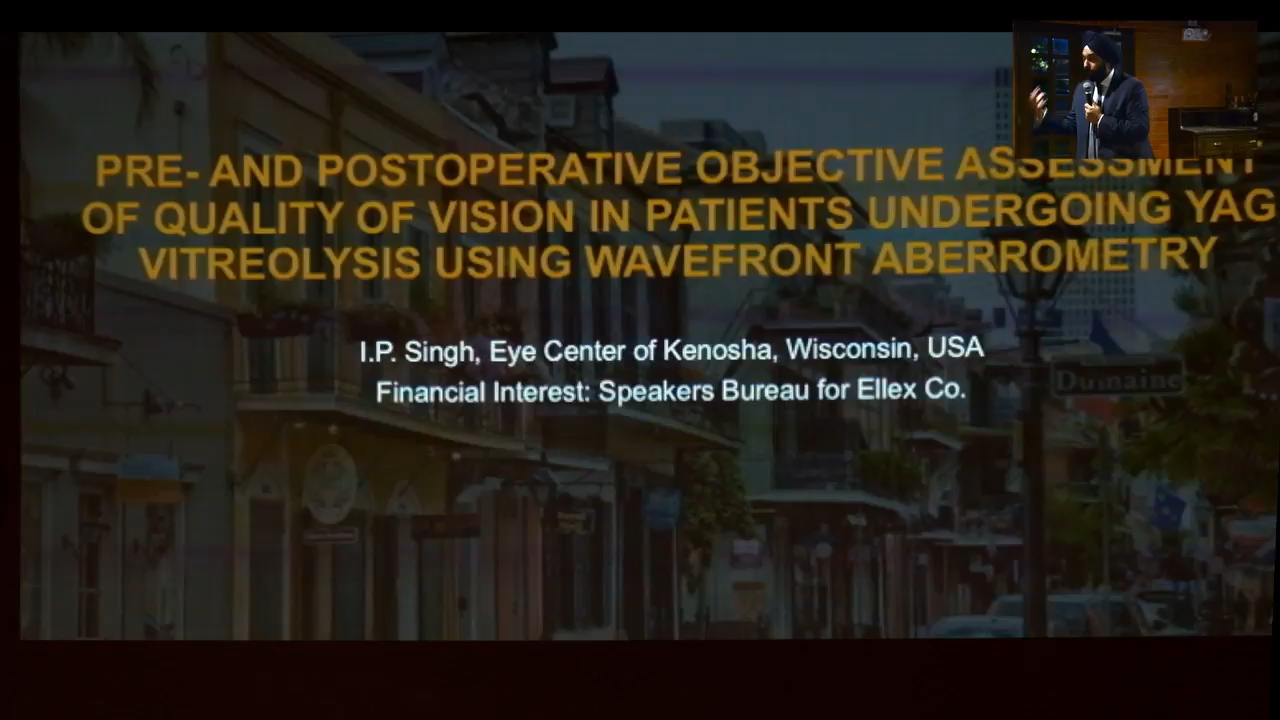 PRE- AND POSTOPERATIVE OBJECTIVE ASSESSMENT
OF QUALITY OF VISION IN PATIENTS UNDERGOING YAG
VITREOLYSIS USING WAVEFRONT ABERROMETRY
I.P. Singh, Eye Center of Kenosha, Wisconsin, USA
Financial Interest: Speakers Bureau for Ellex Co.
Dumaine